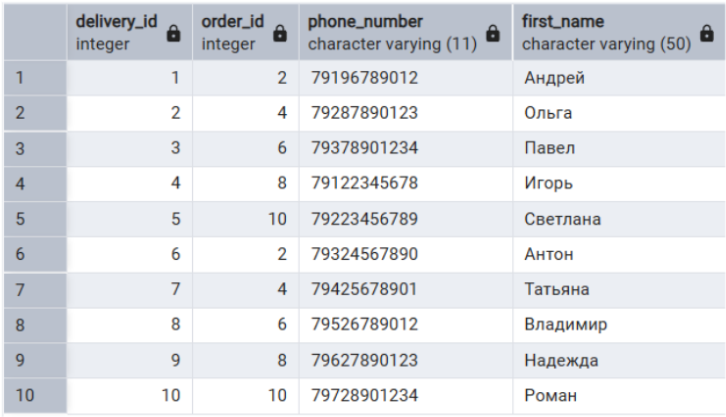 delivery_id order_id phone_number first_name
integer integer character varying (11) character varying (50)
1 1 2 79196789012 Андрей
2 2 4 79287890123 Ольга
3 3 6 79378901234 Павел
4 4 8 79122345678 Игорь
5 5 10 79223456789 Светлана
6 6 2 79324567890 Антон
7 7 4 79425678901 Татьяна
8 8 6 79526789012 Владимир
9 9 8 79627890123 Надежда
10 10 10 79728901234 Роман